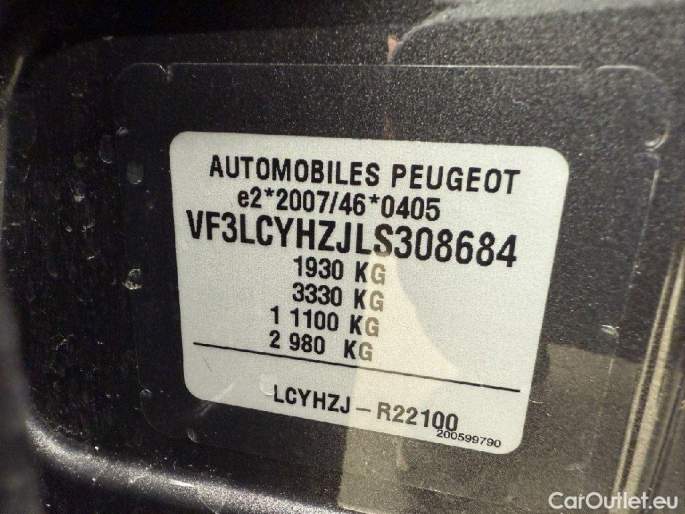 AUTOMOBILES PEUGEOT
e2*2007/46*0405
VF3LCYHZJLS308684
1930 KG
3330 KG
1 1100 KG
2 980 KG
LCYHZJ - R22100
200599790
CarOutlet.eu